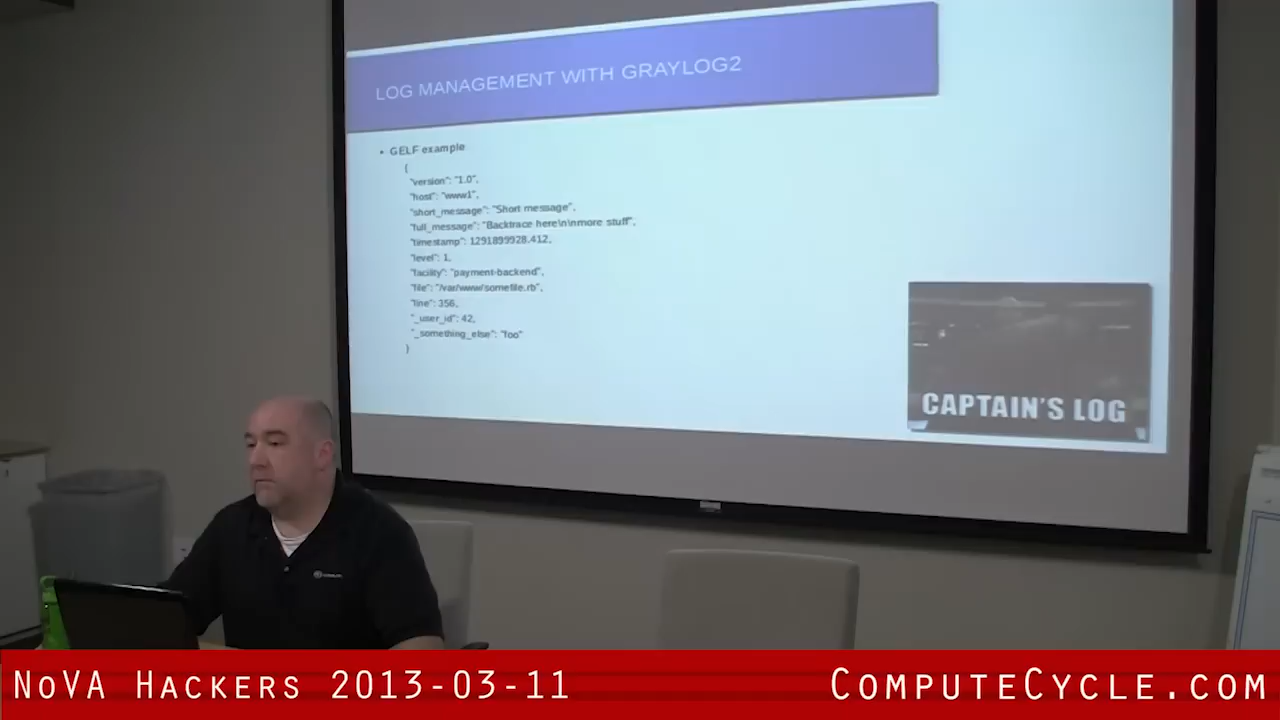 LOG MANAGEMENT WITH GRAYLOG2
• GELF example
{
"version": "1.0",
"host": "www1",
"short_message": "Short message",
"full_message": "Backtrace here\n\nmore stuff",
"timestamp": 1291899928.412,
"level": 1,
"facility": "payment-backend",
"file": "/var/www/somefile.rb",
"line": 356,
"_user_id": 42,
"_something_else": "foo"
}
CAPTAIN'S LOG
NoVA Hackers 2013-03-11
ComputeCycle.com